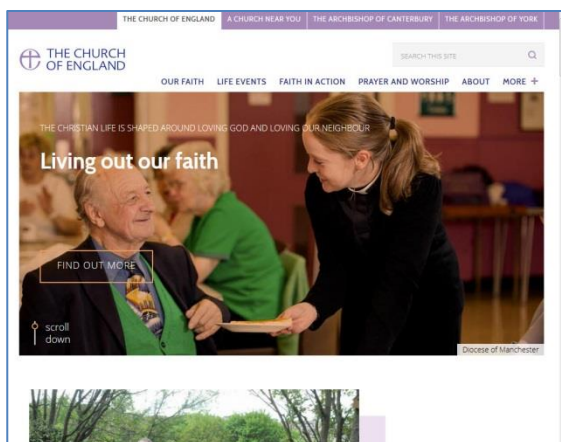 THE CHURCH OF ENGLAND A CHURCH NEAR YOU THE ARCHBISHOP OF CANTERBURY THE ARCHBISHOP OF YORK
THE CHURCH
OF ENGLAND
SEARCH THIS SITE
OUR FAITH LIFE EVENTS FAITH IN ACTION PRAYER AND WORSHIP ABOUT MORE +
THE CHRISTIAN LIFE IS SHAPED AROUND LOVING GOD AND LOVING OUR NEIGHBOUR
Living out our faith
FIND OUT MORE
scroll
down
Diocese of Manchester